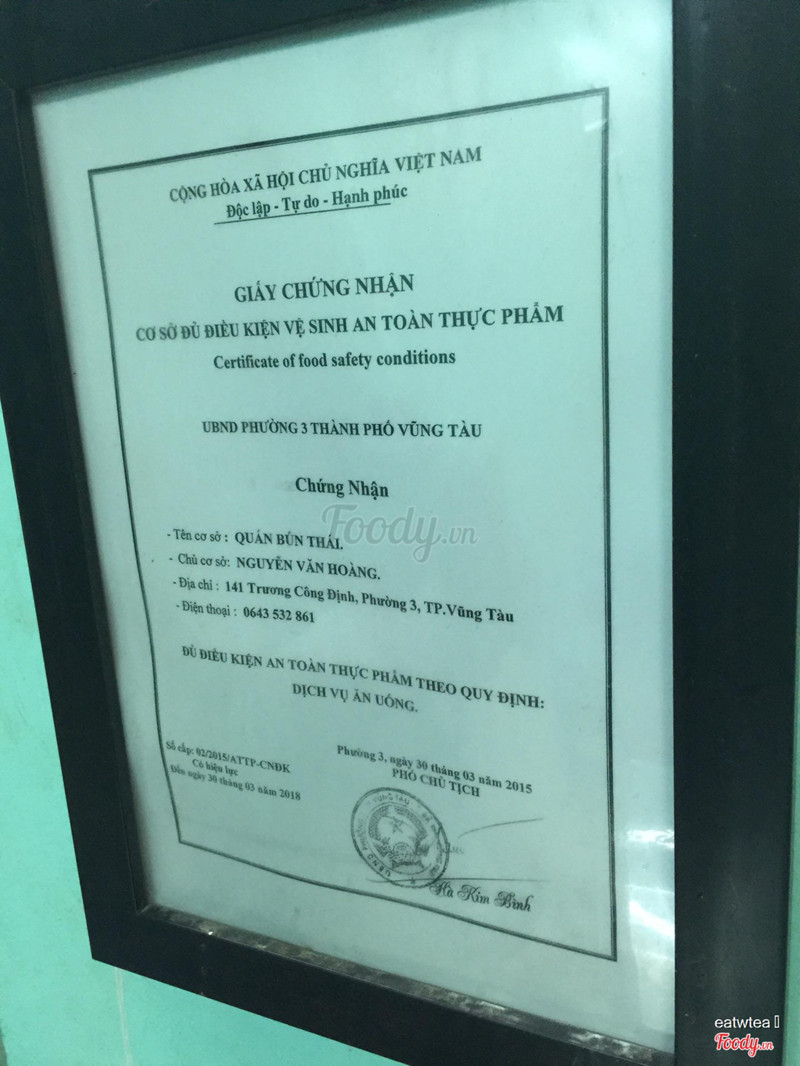 CỘNG HÒA XÃ HỘI CHỦ NGHĨA VIỆT NAM
Độc lập - Tự do - Hạnh phúc
GIẤY CHỨNG NHẬN
CƠ SỞ ĐỦ ĐIỀU KIỆN VỆ SINH AN TOÀN THỰC PHẨM
Certificate of food safety conditions
UBND PHƯỜNG 3 THÀNH PHỐ VŨNG TÀU
Chứng Nhận
Foody.vn
- Tên cơ sở : QUÁN BÚN THÁI.
- Chủ cơ sở: NGUYỄN VĂN HOÀNG.
- Địa chỉ : 141 Trương Công Định, Phường 3, TP.Vũng Tàu
- Điện thoại : 0643 532 861
ĐỦ ĐIỀU KIỆN AN TOÀN THỰC PHẨM THEO QUY ĐỊNH:
DỊCH VỤ ĂN UỐNG.
Số cấp: 02/2015/ATTP-CNĐK
Có hiệu lực
Đến ngày 30 tháng 03 năm 2018
Phường 3, ngày 30 tháng 03 năm 2015
PHÓ CHỦ TỊCH
Hà Kim Bình
eatwtea
Foody.vn